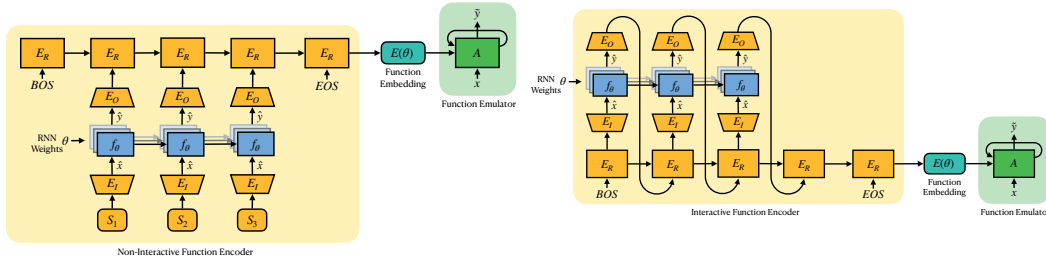 E_R E_R E_R E_R E_R
BOS
EOS
E_O E_O E_O
ŷ ŷ ŷ
RNN
Weights
θ
f_θ f_θ f_θ
x̂ x̂ x̂
E_I E_I E_I
S_1 S_2 S_3
Non-Interactive Function Encoder
E(θ)
Function
Embedding
ỹ
A
x
Function Emulator
E_O E_O E_O
ŷ ŷ ŷ
RNN
Weights
θ
f_θ f_θ f_θ
x̂ x̂ x̂
E_I E_I E_I
E_R E_R E_R E_R E_R
BOS
EOS
Interactive Function Encoder
E(θ)
Function
Embedding
ỹ
A
x
Function Emulator